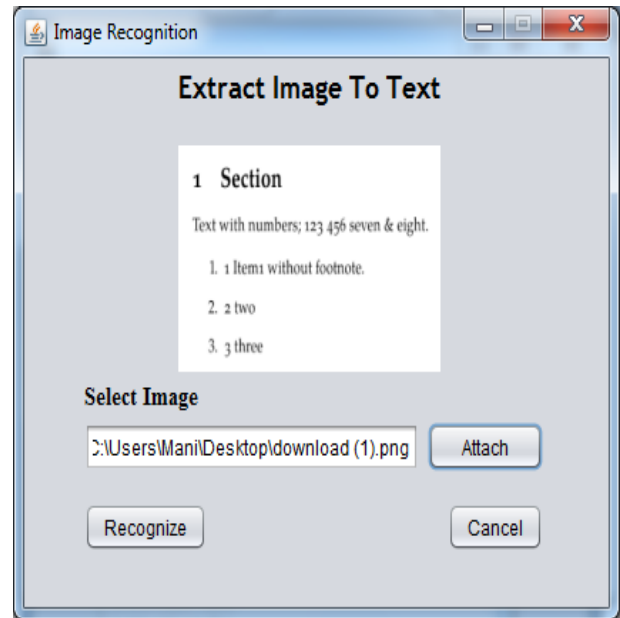 Image Recognition
Extract Image To Text
1 Section
Text with numbers; 123 456 seven & eight.
1. 1 Item1 without footnote.
2. 2 two
3. 3 three
Select Image
C:\Users\Mani\Desktop\download (1).png Attach
Recognize Cancel